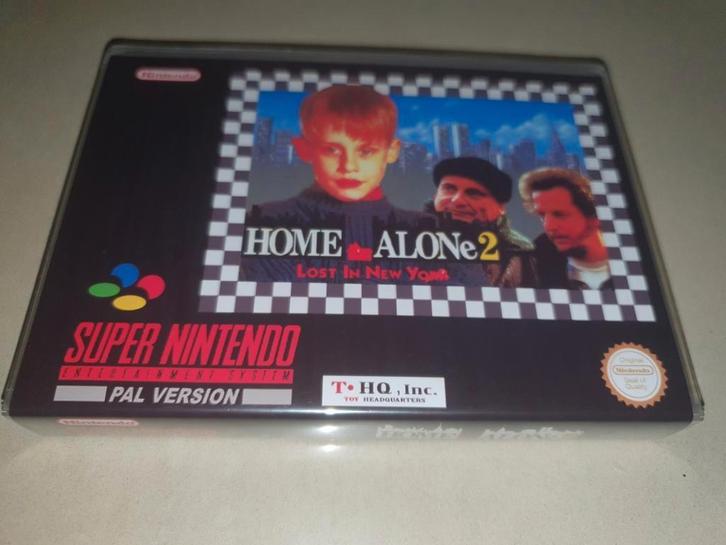 Nintendo
HOME ALONe 2
LOST IN NEW YORK
SUPER NINTENDO
ENTERTAINMENT SYSTEM
PAL VERSION
T•HQ, Inc.
TOY HEADQUARTERS
Original
Nintendo
Seal of
Quality
Nintendo